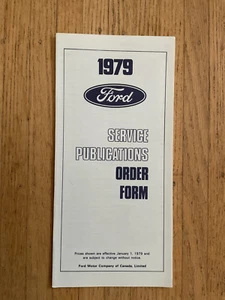 1979
Ford
SERVICE
PUBLICATIONS
ORDER
FORM
Prices shown are effective January 1, 1979 and
are subject to change without notice.
Ford Motor Company of Canada, Limited